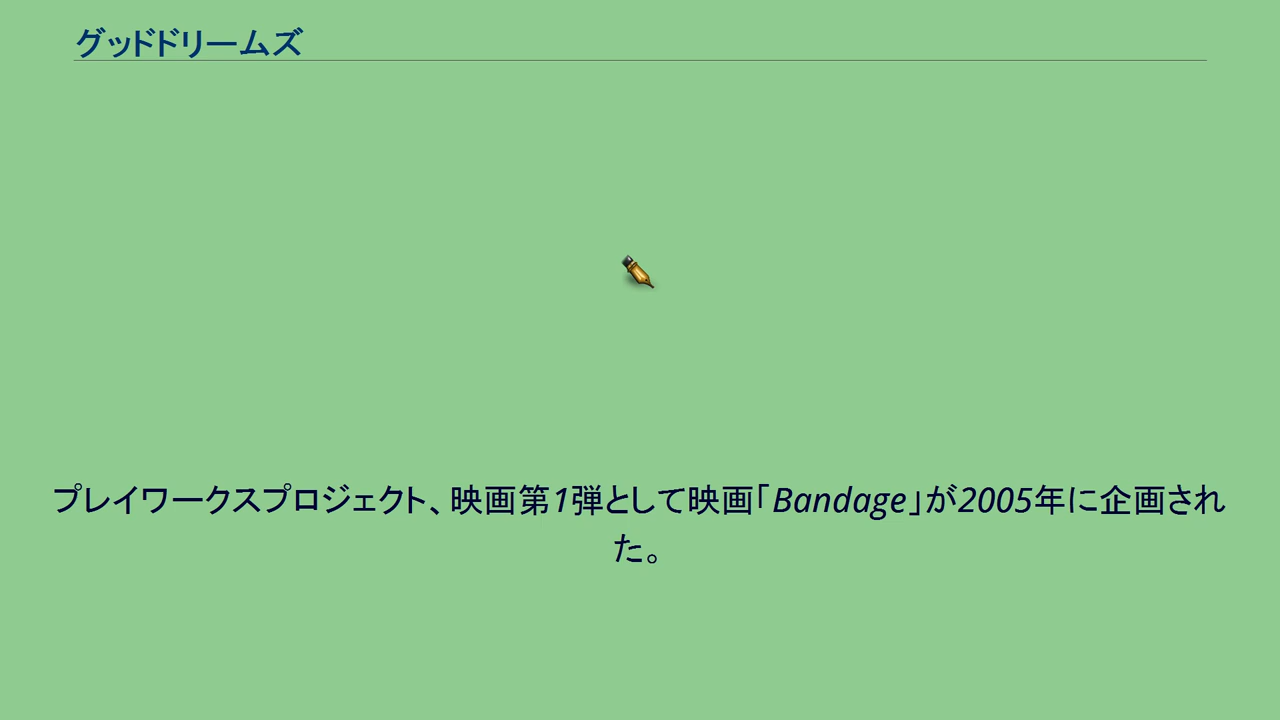 グッドドリームズ
プレイワークスプロジェクト、映画第1弾として映画「Bandage」が2005年に企画され
た。